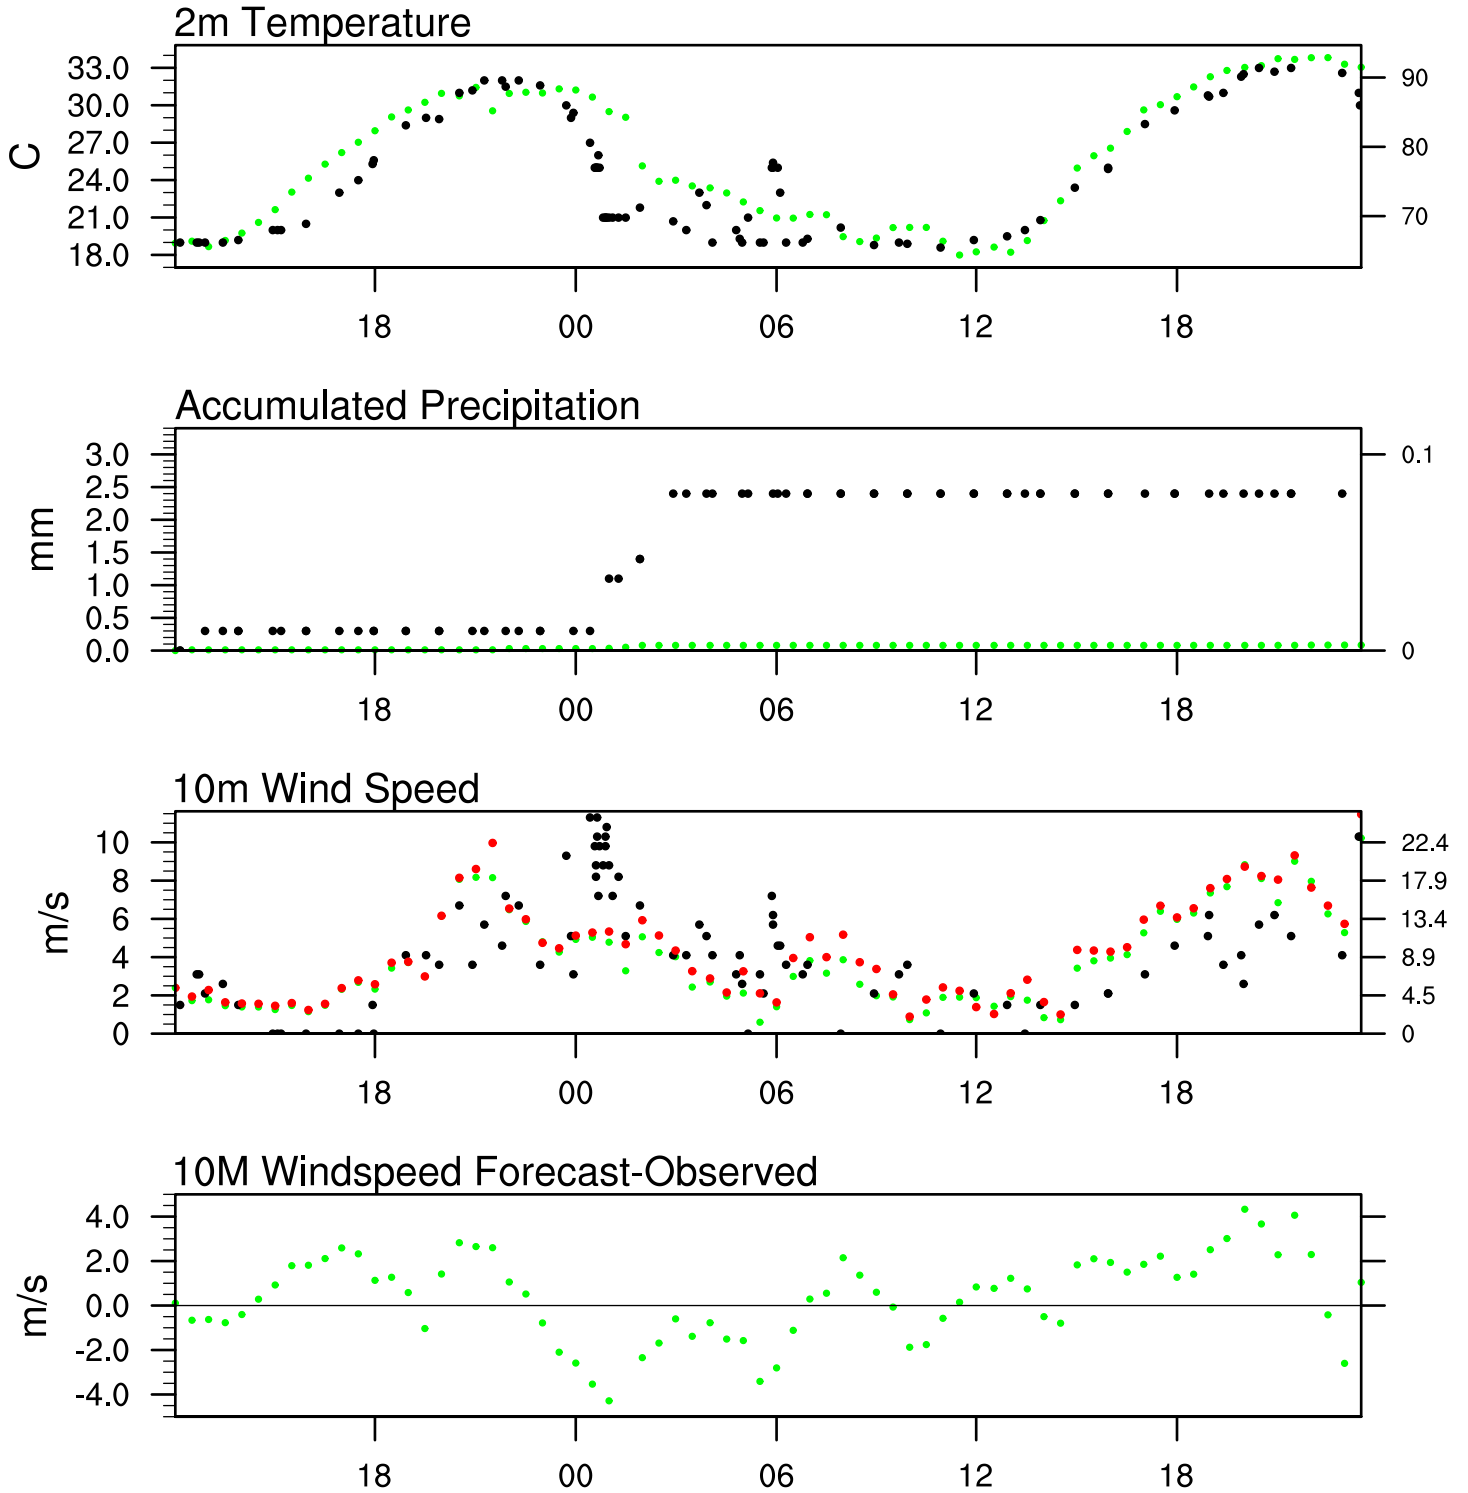 2m Temperature
33.0
30.0
27.0
24.0
21.0
18.0
C
90
80
70
18 00 06 12 18
Accumulated Precipitation
3.0
2.5
2.0
1.5
1.0
0.5
0.0
mm
0.1
0
18 00 06 12 18
10m Wind Speed
10
8
6
4
2
0
m/s
22.4
17.9
13.4
8.9
4.5
0
18 00 06 12 18
10M Windspeed Forecast-Observed
4.0
2.0
0.0
-2.0
-4.0
m/s
18 00 06 12 18